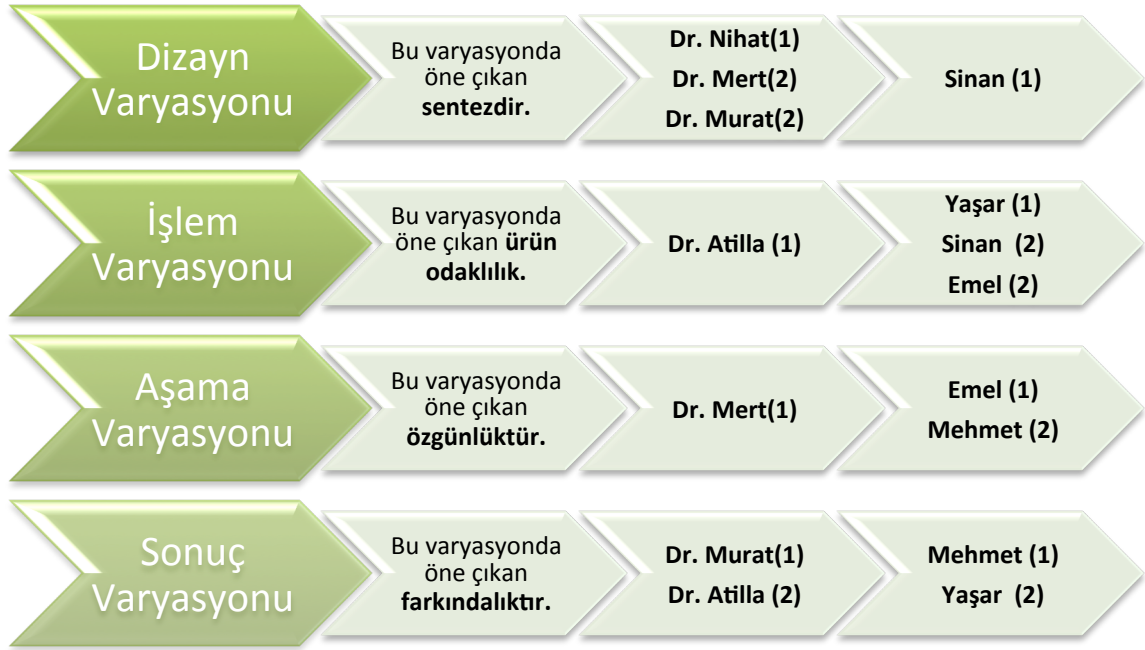 Dizayn
Varyasyonu
Bu varyasyonda
öne çıkan
sentezdir.
Dr. Nihat(1)
Dr. Mert(2)
Dr. Murat(2)
Sinan (1)
İşlem
Varyasyonu
Bu varyasyonda
öne çıkan ürün
odaklılık.
Dr. Atilla (1)
Yaşar (1)
Sinan (2)
Emel (2)
Aşama
Varyasyonu
Bu varyasyonda
öne çıkan
özgünlüktür.
Dr. Mert(1)
Emel (1)
Mehmet (2)
Sonuç
Varyasyonu
Bu varyasyonda
öne çıkan
farkındalıktır.
Dr. Murat(1)
Dr. Atilla (2)
Mehmet (1)
Yaşar (2)